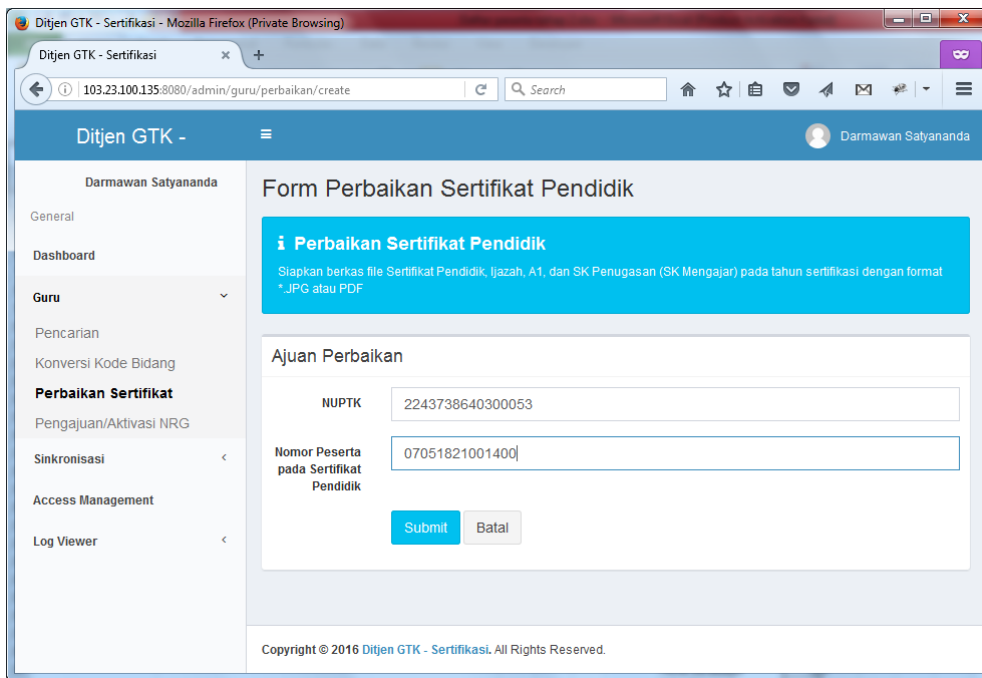 Ditjen GTK - Sertifikasi - Mozilla Firefox (Private Browsing)
Ditjen GTK - Sertifikasi
103.23.100.135:8080/admin/guru/perbaikan/create
Search
Ditjen GTK -
Darmawan Satyananda
Darmawan Satyananda
General
Dashboard
Guru
Pencarian
Konversi Kode Bidang
Perbaikan Sertifikat
Pengajuan/Aktivasi NRG
Sinkronisasi
Access Management
Log Viewer
Form Perbaikan Sertifikat Pendidik
i Perbaikan Sertifikat Pendidik
Siapkan berkas file Sertifikat Pendidik, Ijazah, A1, dan SK Penugasan (SK Mengajar) pada tahun sertifikasi dengan format
*.JPG atau PDF
Ajuan Perbaikan
NUPTK
2243738640300053
Nomor Peserta
pada Sertifikat
Pendidik
07051821001400
Submit
Batal
Copyright © 2016 Ditjen GTK - Sertifikasi. All Rights Reserved.